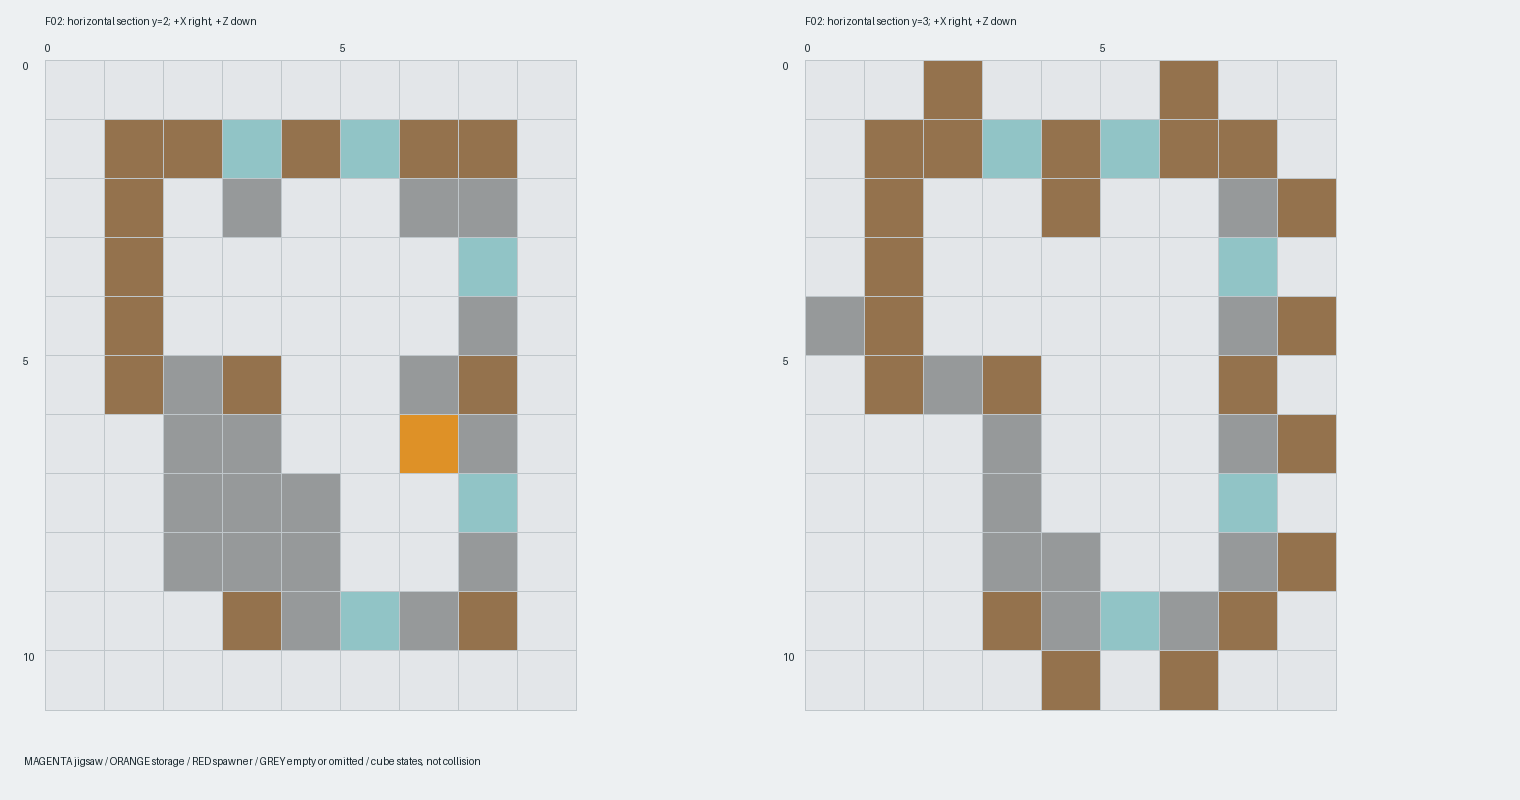 F02: horizontal section y=2; +X right, +Z down
F02: horizontal section y=3; +X right, +Z down
0 5
0 5
0
5
10
0
5
10
MAGENTA jigsaw / ORANGE storage / RED spawner / GREY empty or omitted / cube states, not collision